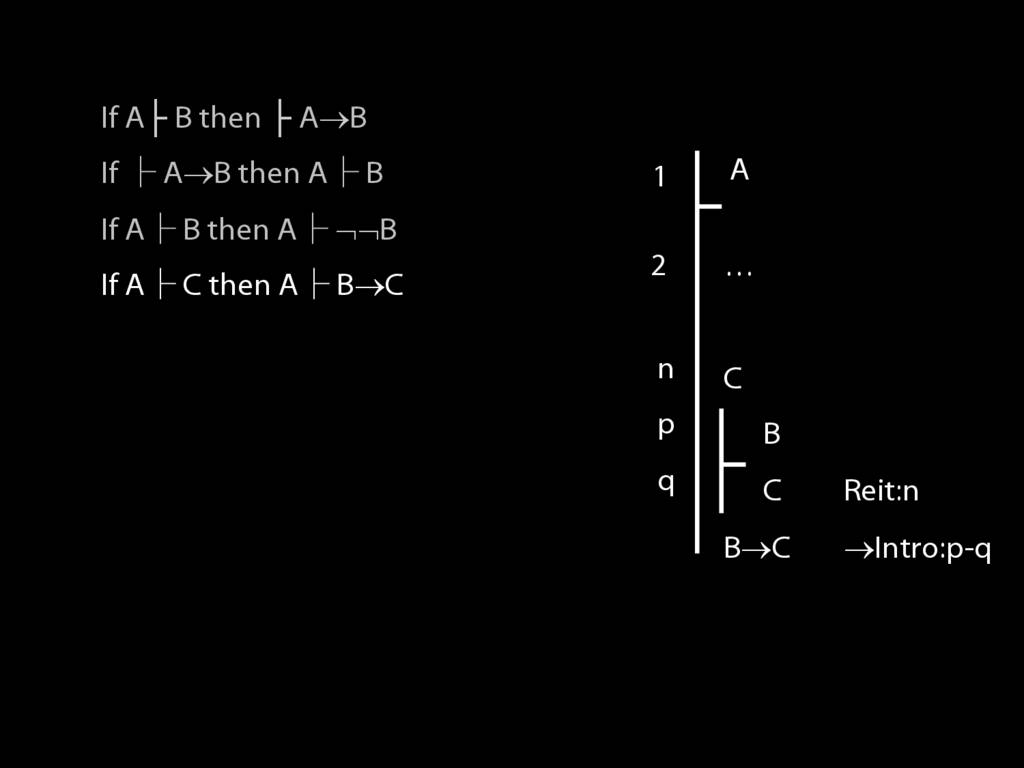 If A ├ B then ├ A→B
If ├ A→B then A ├ B
If A ├ B then A ├ ¬¬B
If A ├ C then A ├ B→C
1 A
2 …
n C
p B
q C Reit:n
B→C →Intro:p-q